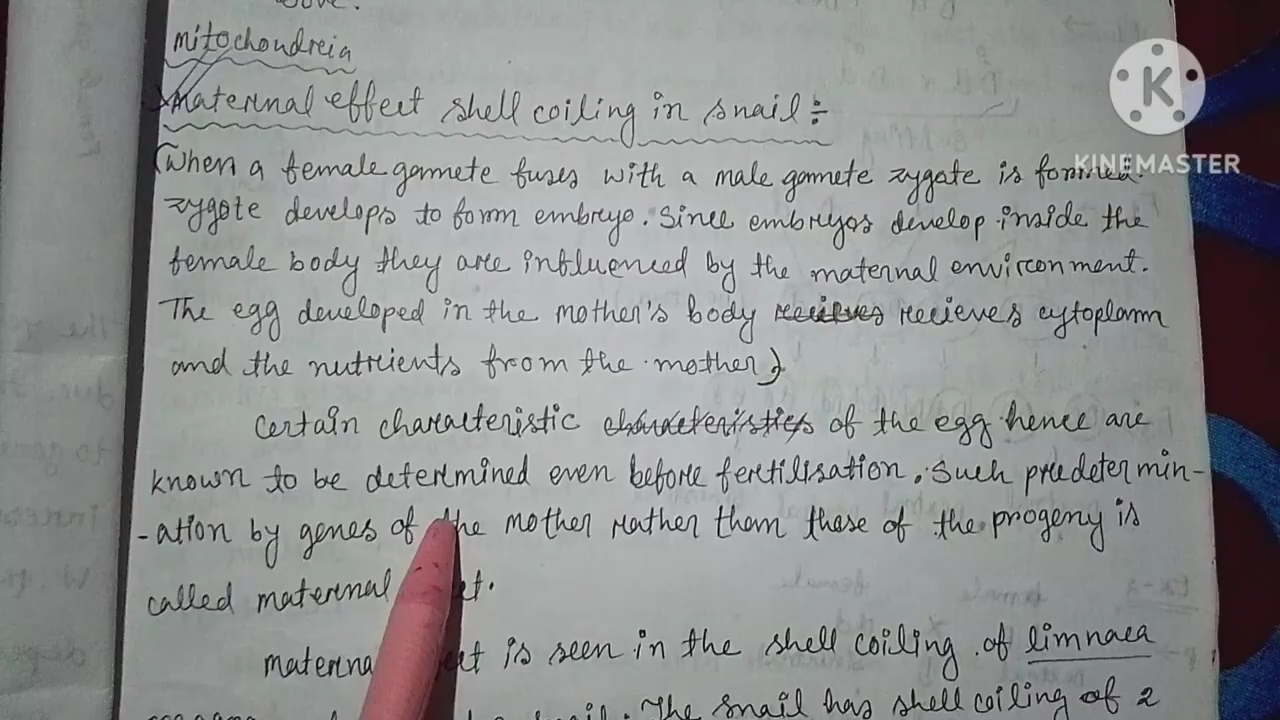 above.
mitochondreia
Maternal effect shell coiling in snail :-
(When a female gamete fuses with a male gamete zygate is formed.
zygote develops to form embryo. Since embryos develop inside the
female body they are influenced by the maternal environment.
The egg developed in the mother's body recieves recieves cytoplasm
and the nutrients from the mother)
Certain characteristic characteristics of the egg hence are
known to be determined even before fertilisation. Such predetermin-
-ation by genes of the mother rather than those of the progeny is
called maternal
is seen in the shell coiling of limnaea
The snail has shell coiling of 2
K
KINEMASTER